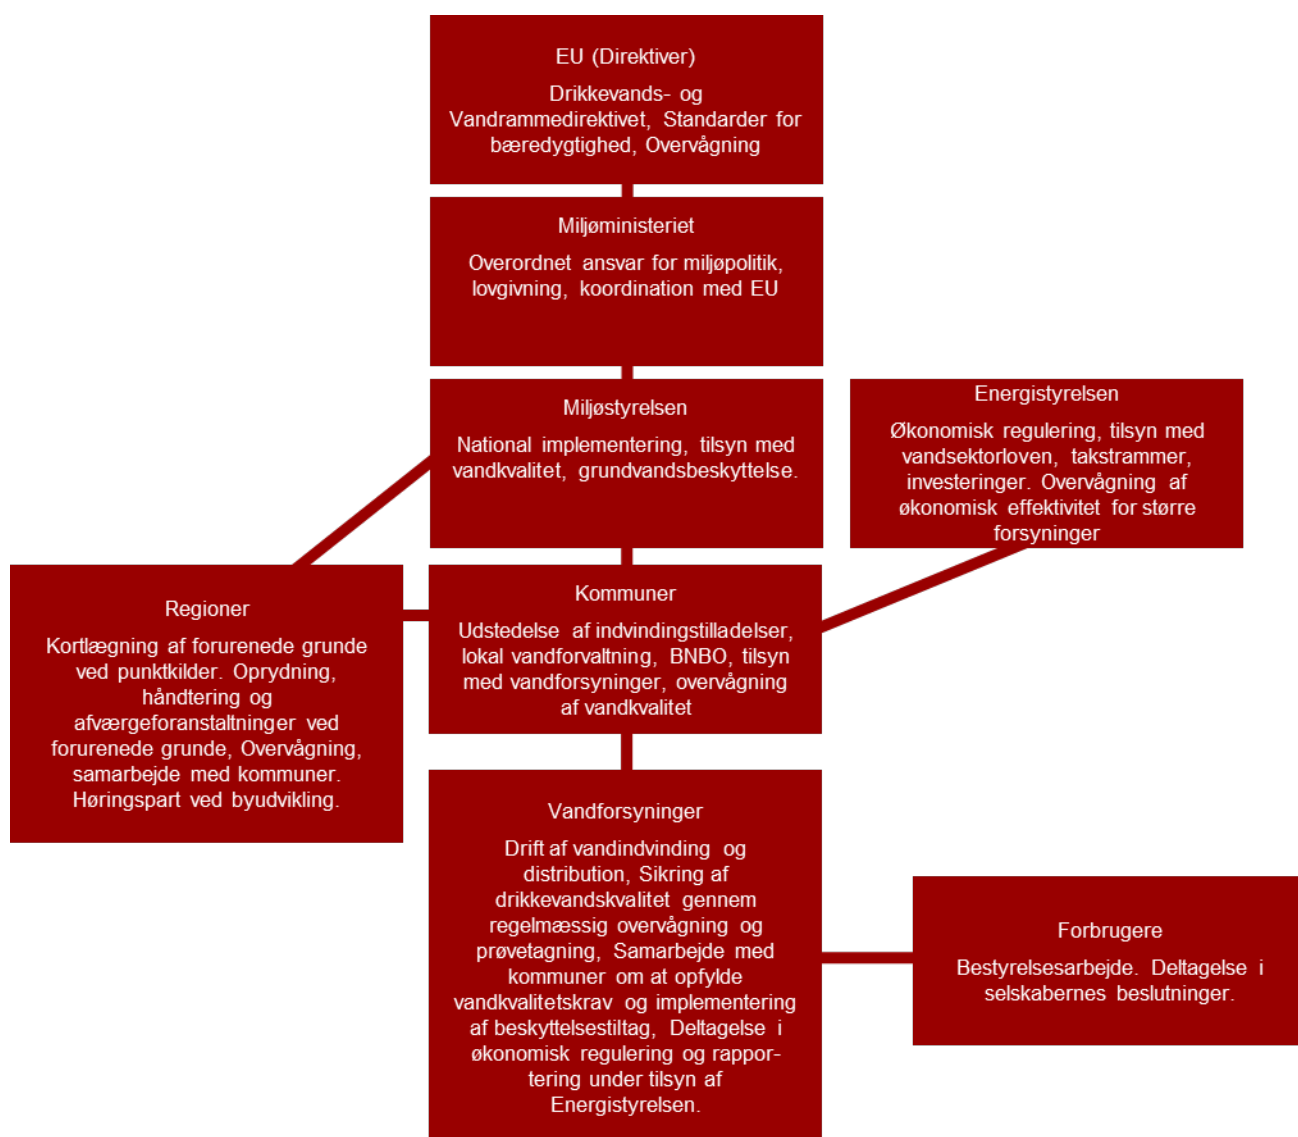 EU (Direktiver)
Drikkevands- og
Vandrammedirektivet, Standarder for
bæredygtighed, Overvågning
Miljøministeriet
Overordnet ansvar for miljøpolitik,
lovgivning, koordination med EU
Miljøstyrelsen
National implementering, tilsyn med
vandkvalitet, grundvandsbeskyttelse.
Energistyrelsen
Økonomisk regulering, tilsyn med
vandsektorloven, takstrammer,
investeringer. Overvågning af
økonomisk effektivitet for større
forsyninger
Regioner
Kortlægning af forurenede grunde
ved punktkilder. Oprydning,
håndtering og
afværgeforanstaltninger ved
forurenede grunde, Overvågning,
samarbejde med kommuner.
Høringspart ved byudvikling.
Kommuner
Udstedelse af indvindingstilladelser,
lokal vandforvaltning, BNBO, tilsyn
med vandforsyninger, overvågning
af vandkvalitet
Vandforsyninger
Drift af vandindvinding og
distribution, Sikring af
drikkevandskvalitet gennem
regelmæssig overvågning og
prøvetagning, Samarbejde med
kommuner om at opfylde
vandkvalitetskrav og implementering
af beskyttelsestiltag, Deltagelse i
økonomisk regulering og rappor-
tering under tilsyn af
Energistyrelsen.
Forbrugere
Bestyrelsesarbejde. Deltagelse i
selskabernes beslutninger.